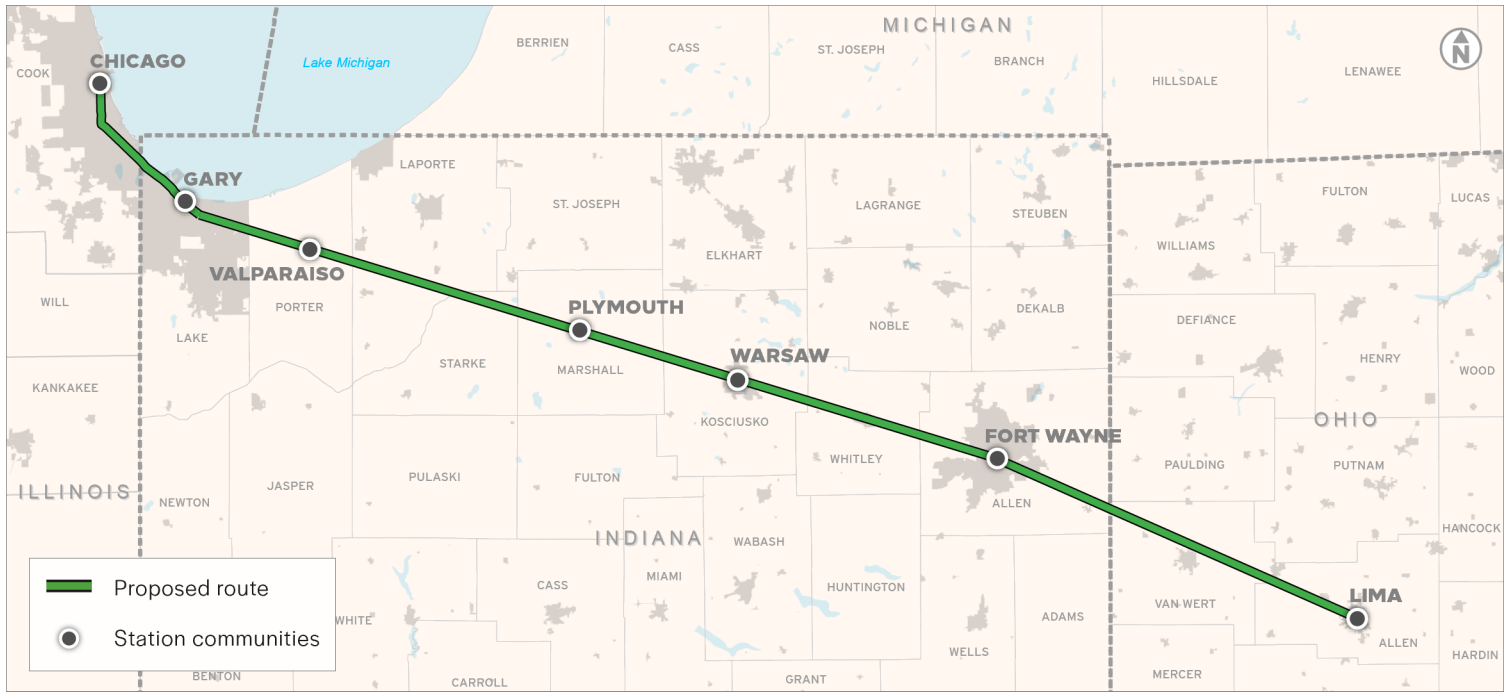 MICHIGAN
BERRIEN
CASS
ST. JOSEPH
BRANCH
HILLSDALE
LENAWEE
N
COOK
CHICAGO
Lake Michigan
LAPORTE
GARY
ST. JOSEPH
LAGRANGE
STEUBEN
FULTON
LUCAS
ELKHART
WILLIAMS
VALPARAISO
WILL
PORTER
PLYMOUTH
DEKALB
LAKE
NOBLE
DEFIANCE
STARKE
MARSHALL
WARSAW
HENRY
WOOD
KANKAKEE
KOSCIUSKO
OHIO
FORT WAYNE
WHITLEY
PAULDING
PUTNAM
ILLINOIS
NEWTON
JASPER
PULASKI
FULTON
ALLEN
HANCOCK
INDIANA
WABASH
CASS
MIAMI
HUNTINGTON
LIMA
VAN WERT
WHITE
ADAMS
ALLEN
WELLS
HARDIN
BENTON
CARROLL
GRANT
MERCER
Proposed route
Station communities